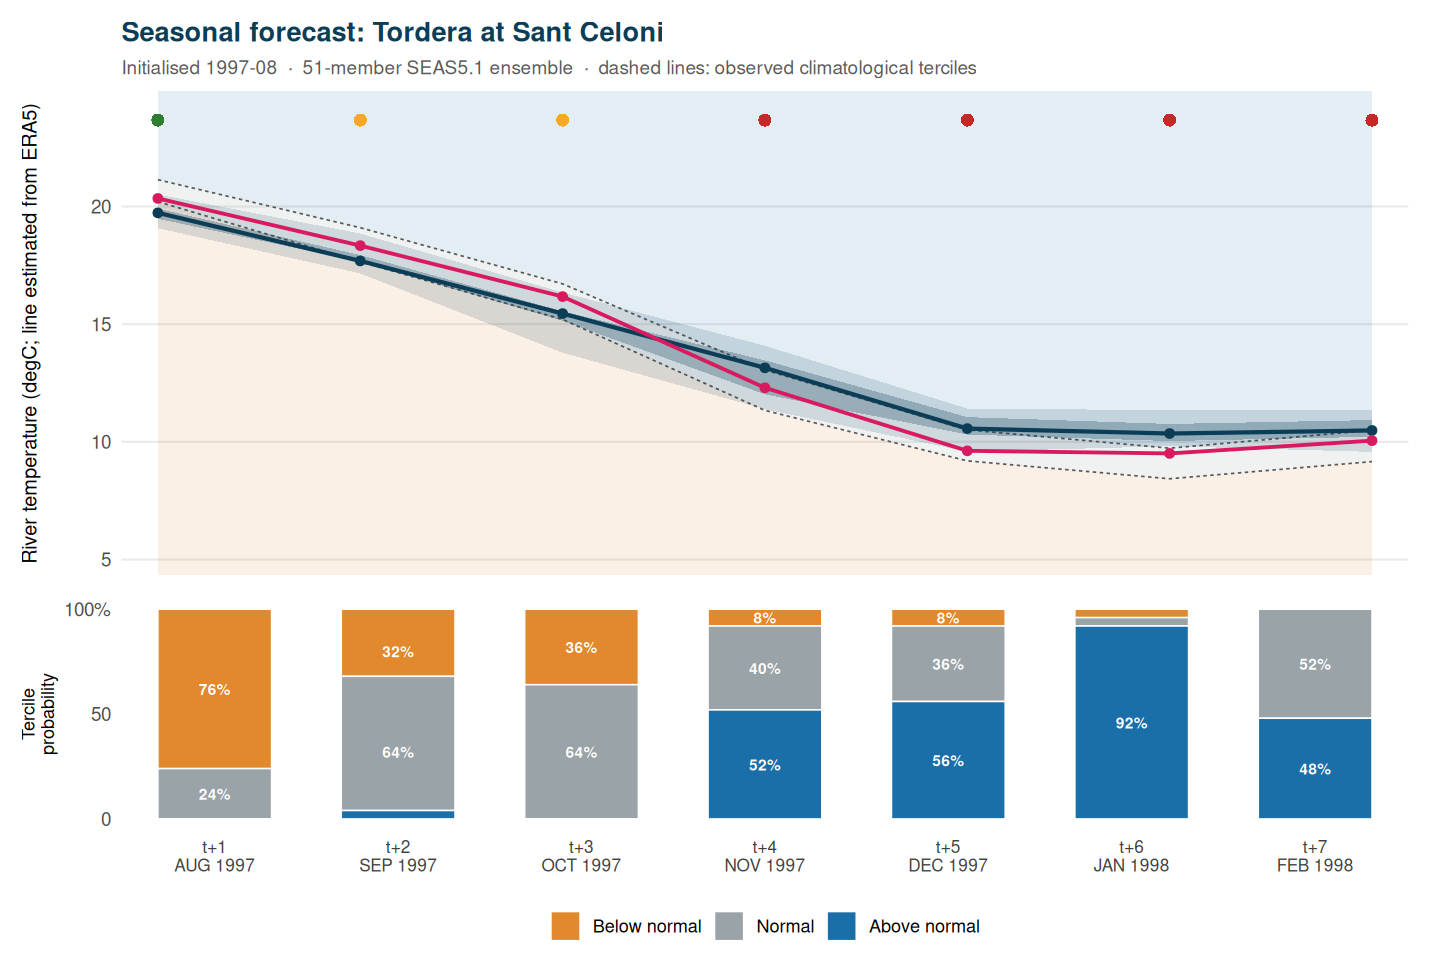 Seasonal forecast: Tordera at Sant Celoni
Initialised 1997-08 · 51-member SEAS5.1 ensemble · dashed lines: observed climatological terciles
River temperature (degC; line estimated from ERA5)
20
15
10
5
Tercile
probability
100%
50
0
76%
24%
32%
64%
36%
64%
8%
40%
52%
8%
36%
56%
92%
52%
48%
t+1
AUG 1997
t+2
SEP 1997
t+3
OCT 1997
t+4
NOV 1997
t+5
DEC 1997
t+6
JAN 1998
t+7
FEB 1998
Below normal
Normal
Above normal